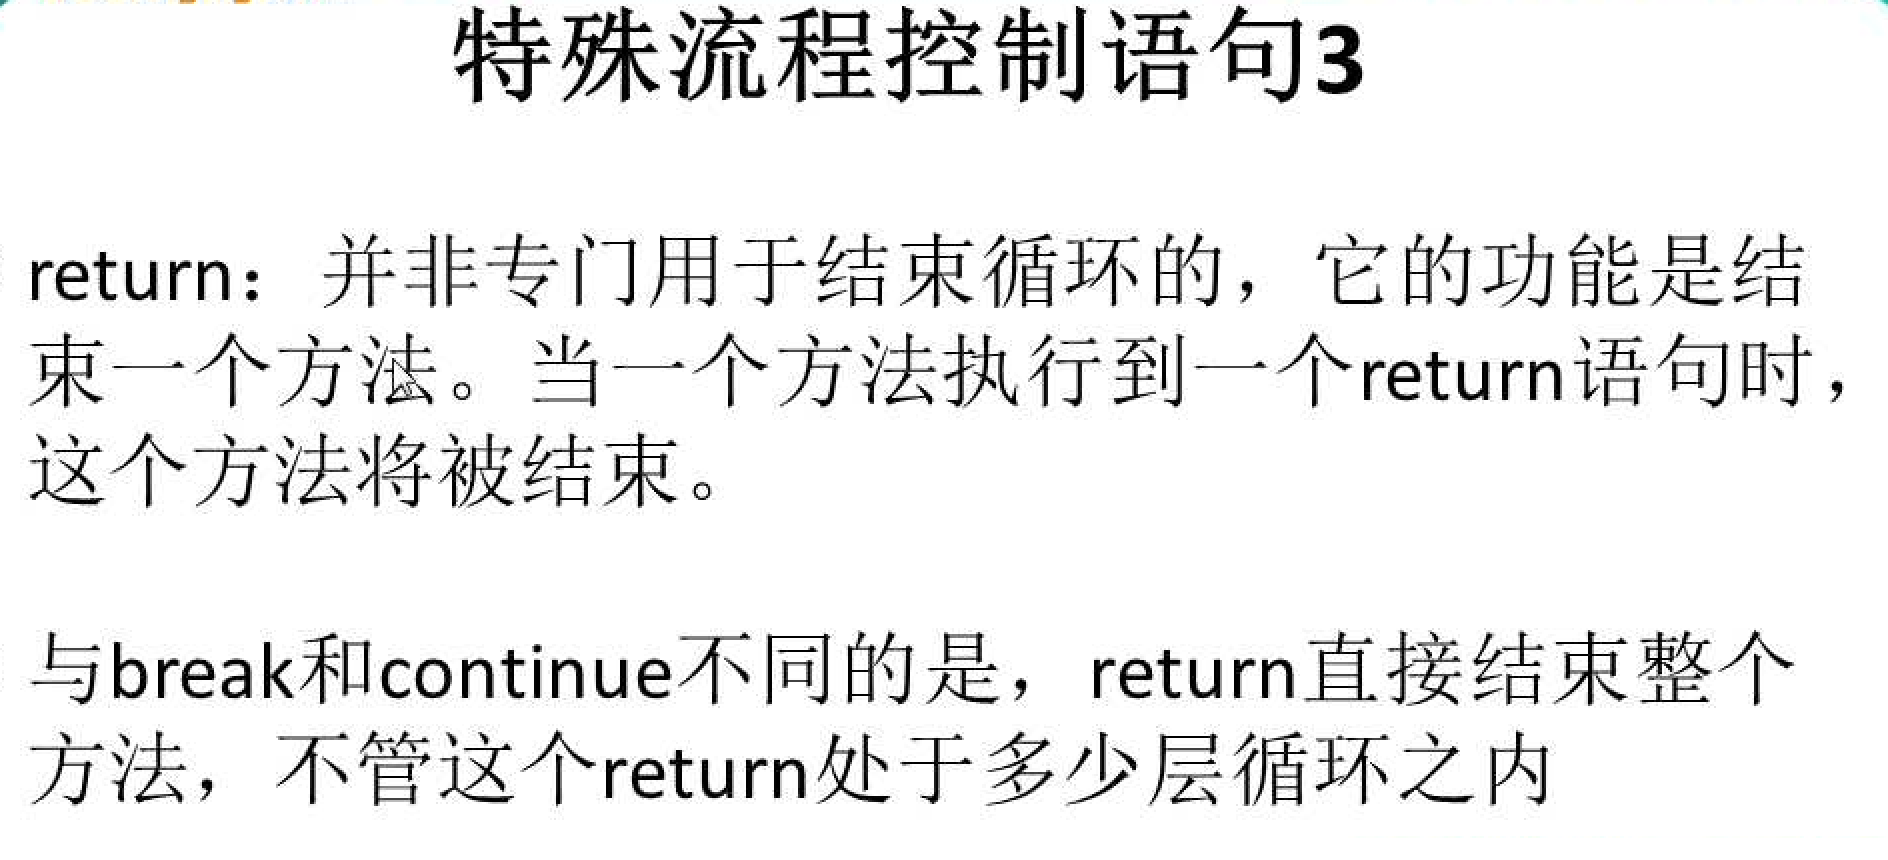 特殊流程控制语句3
return： 并非专门用于结束循环的，它的功能是结
束一个方法。当一个方法执行到一个return语句时，
这个方法将被结束。
与break和continue不同的是，return直接结束整个
方法，不管这个return处于多少层循环之内